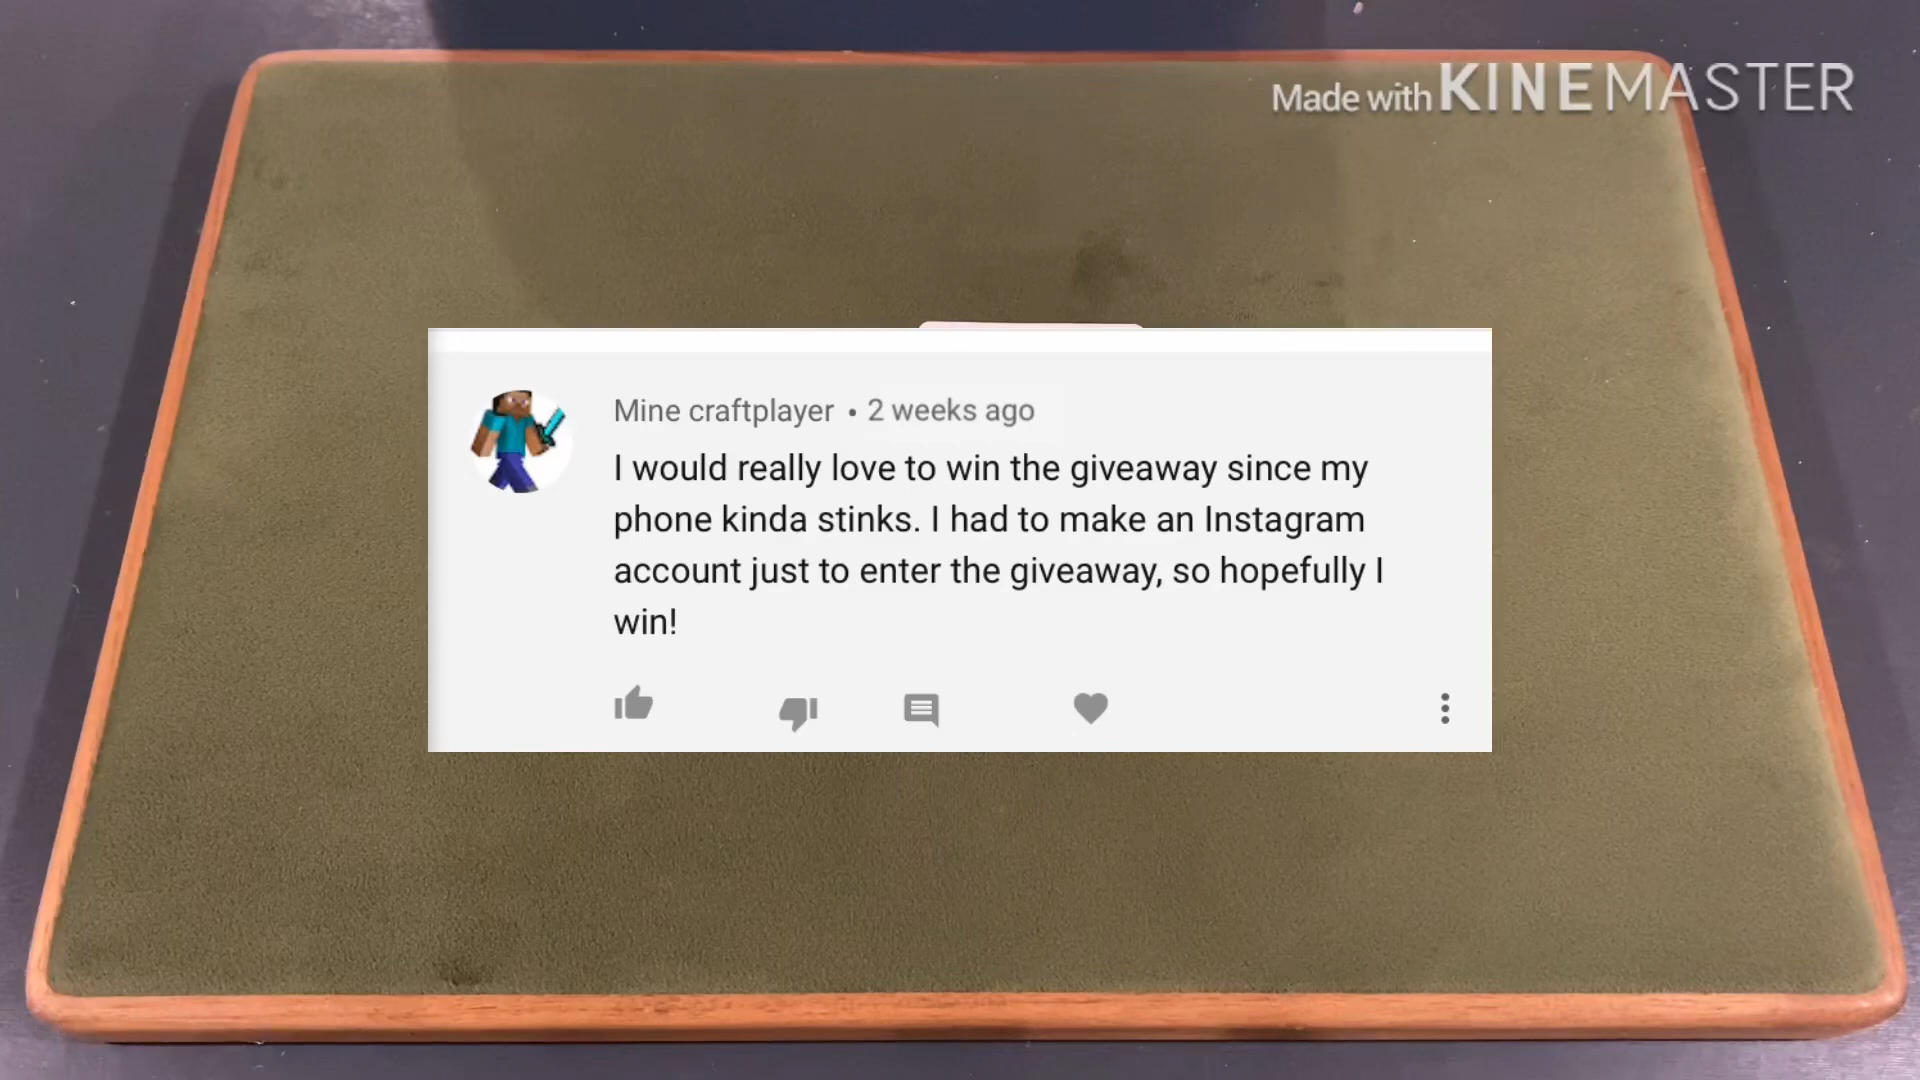 Made with KINEMASTER
Mine craftplayer • 2 weeks ago
I would really love to win the giveaway since my
phone kinda stinks. I had to make an Instagram
account just to enter the giveaway, so hopefully I
win!